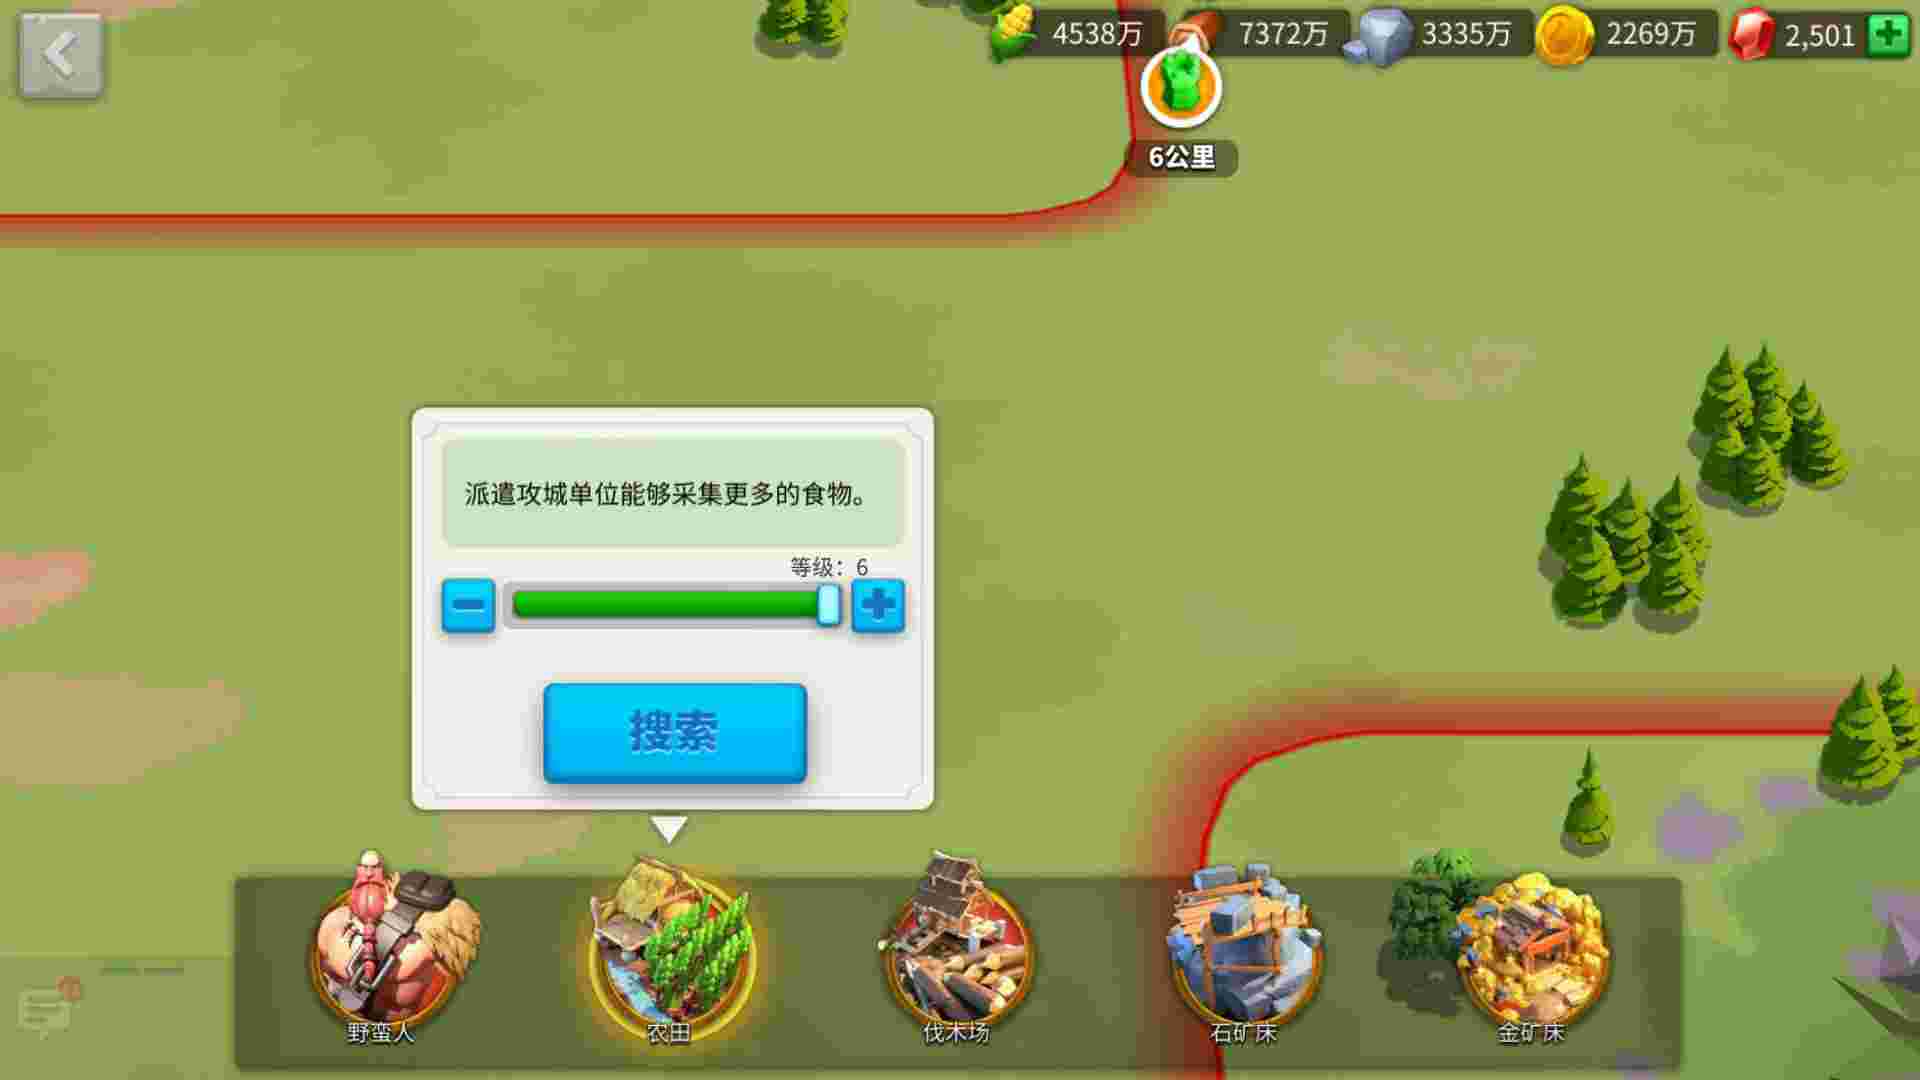 4538万 7372万 3335万 2269万 2,501
6公里
派遣攻城单位能够采集更多的食物。
等级：6
搜索
野蛮人 农田 伐木场 石矿床 金矿床